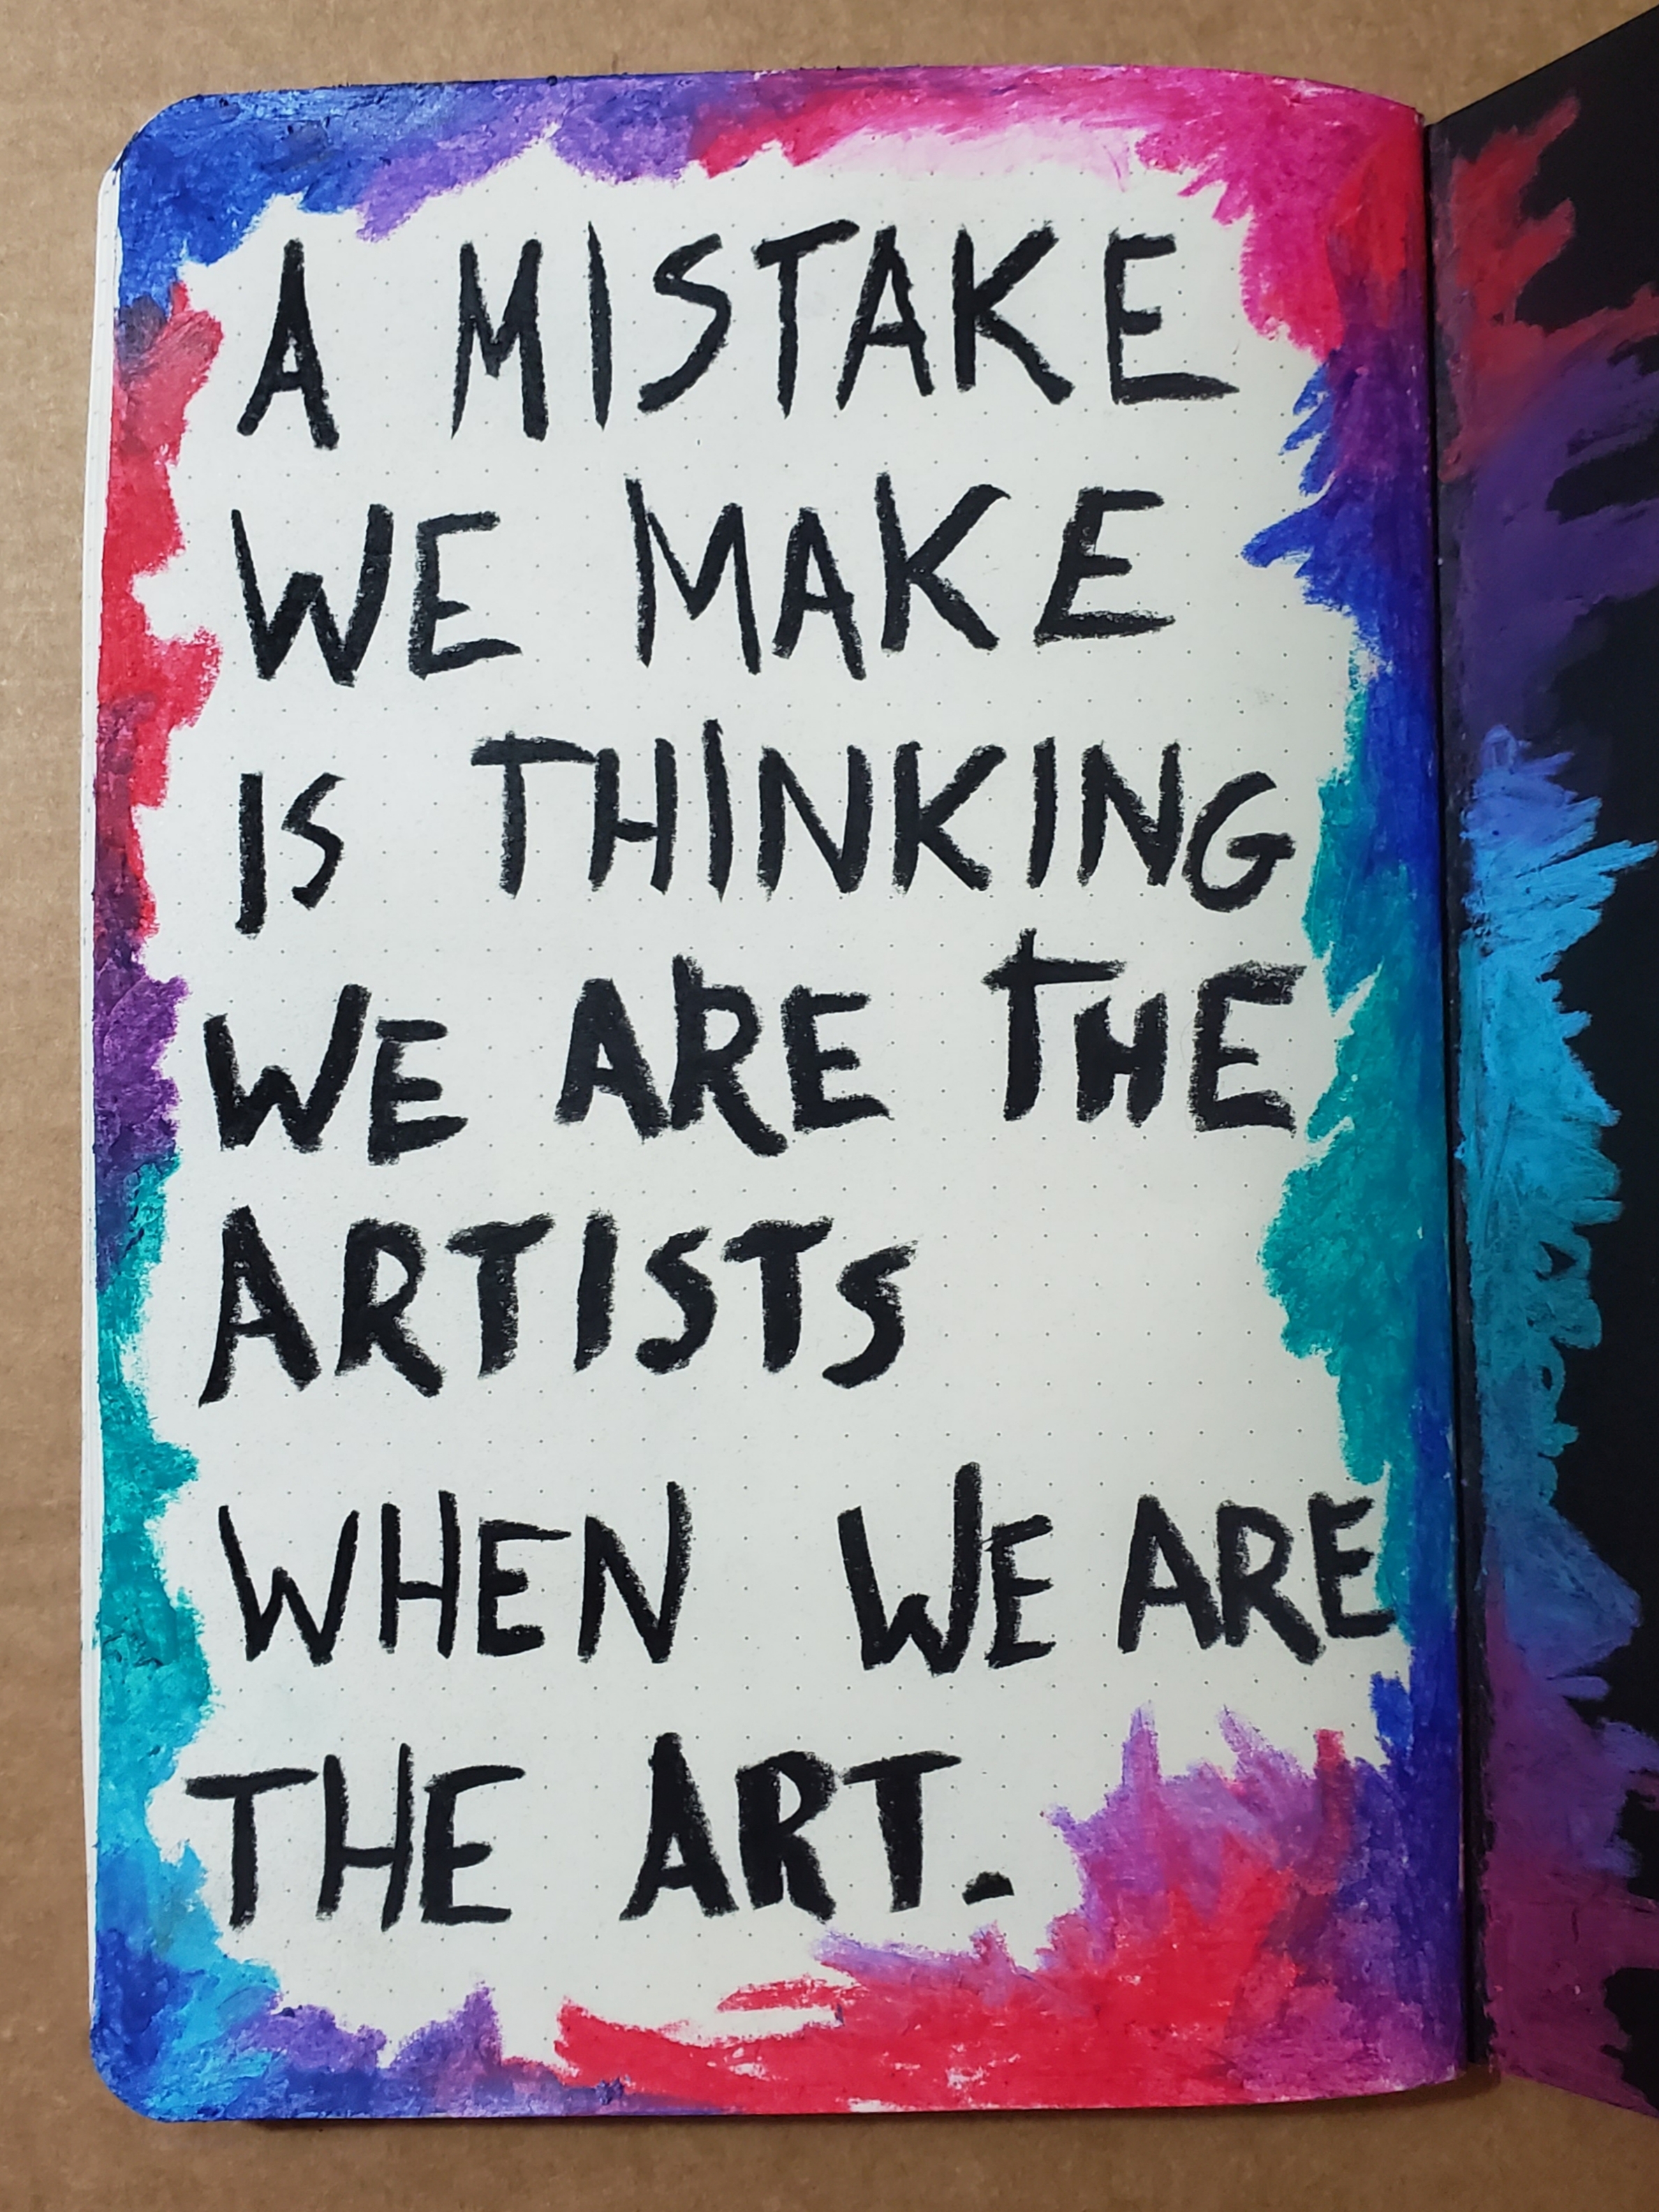 A MISTAKE
WE MAKE
IS THINKING
WE ARE THE
ARTISTS
WHEN WE ARE
THE ART.